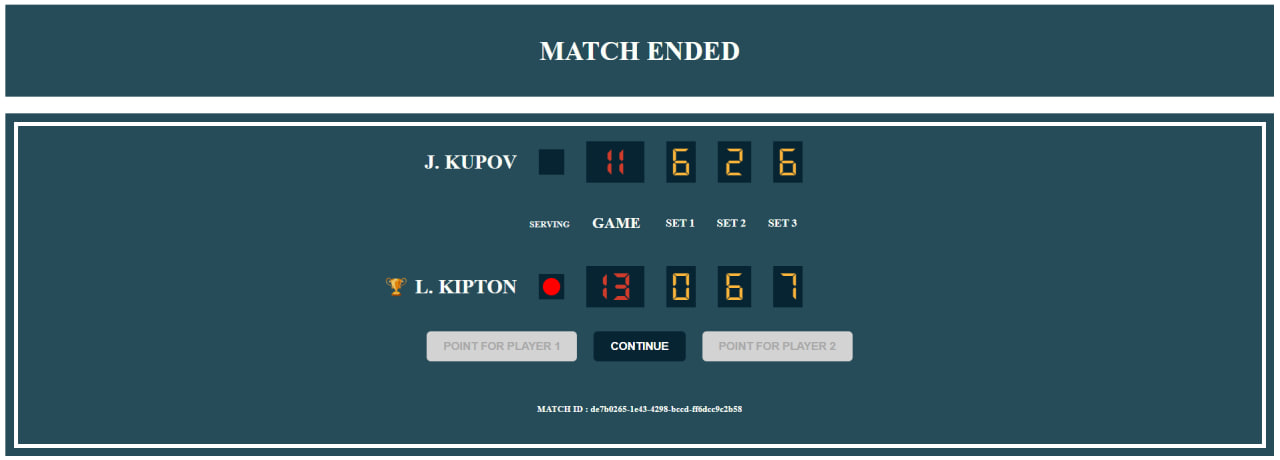 MATCH ENDED
J. KUPOV 11 6 2 6
SERVING GAME SET 1 SET 2 SET 3
🏆 L. KIPTON 13 0 6 7
POINT FOR PLAYER 1 CONTINUE POINT FOR PLAYER 2
MATCH ID : de7b0265-1e43-4298-bccd-ff6dcc9c2b58